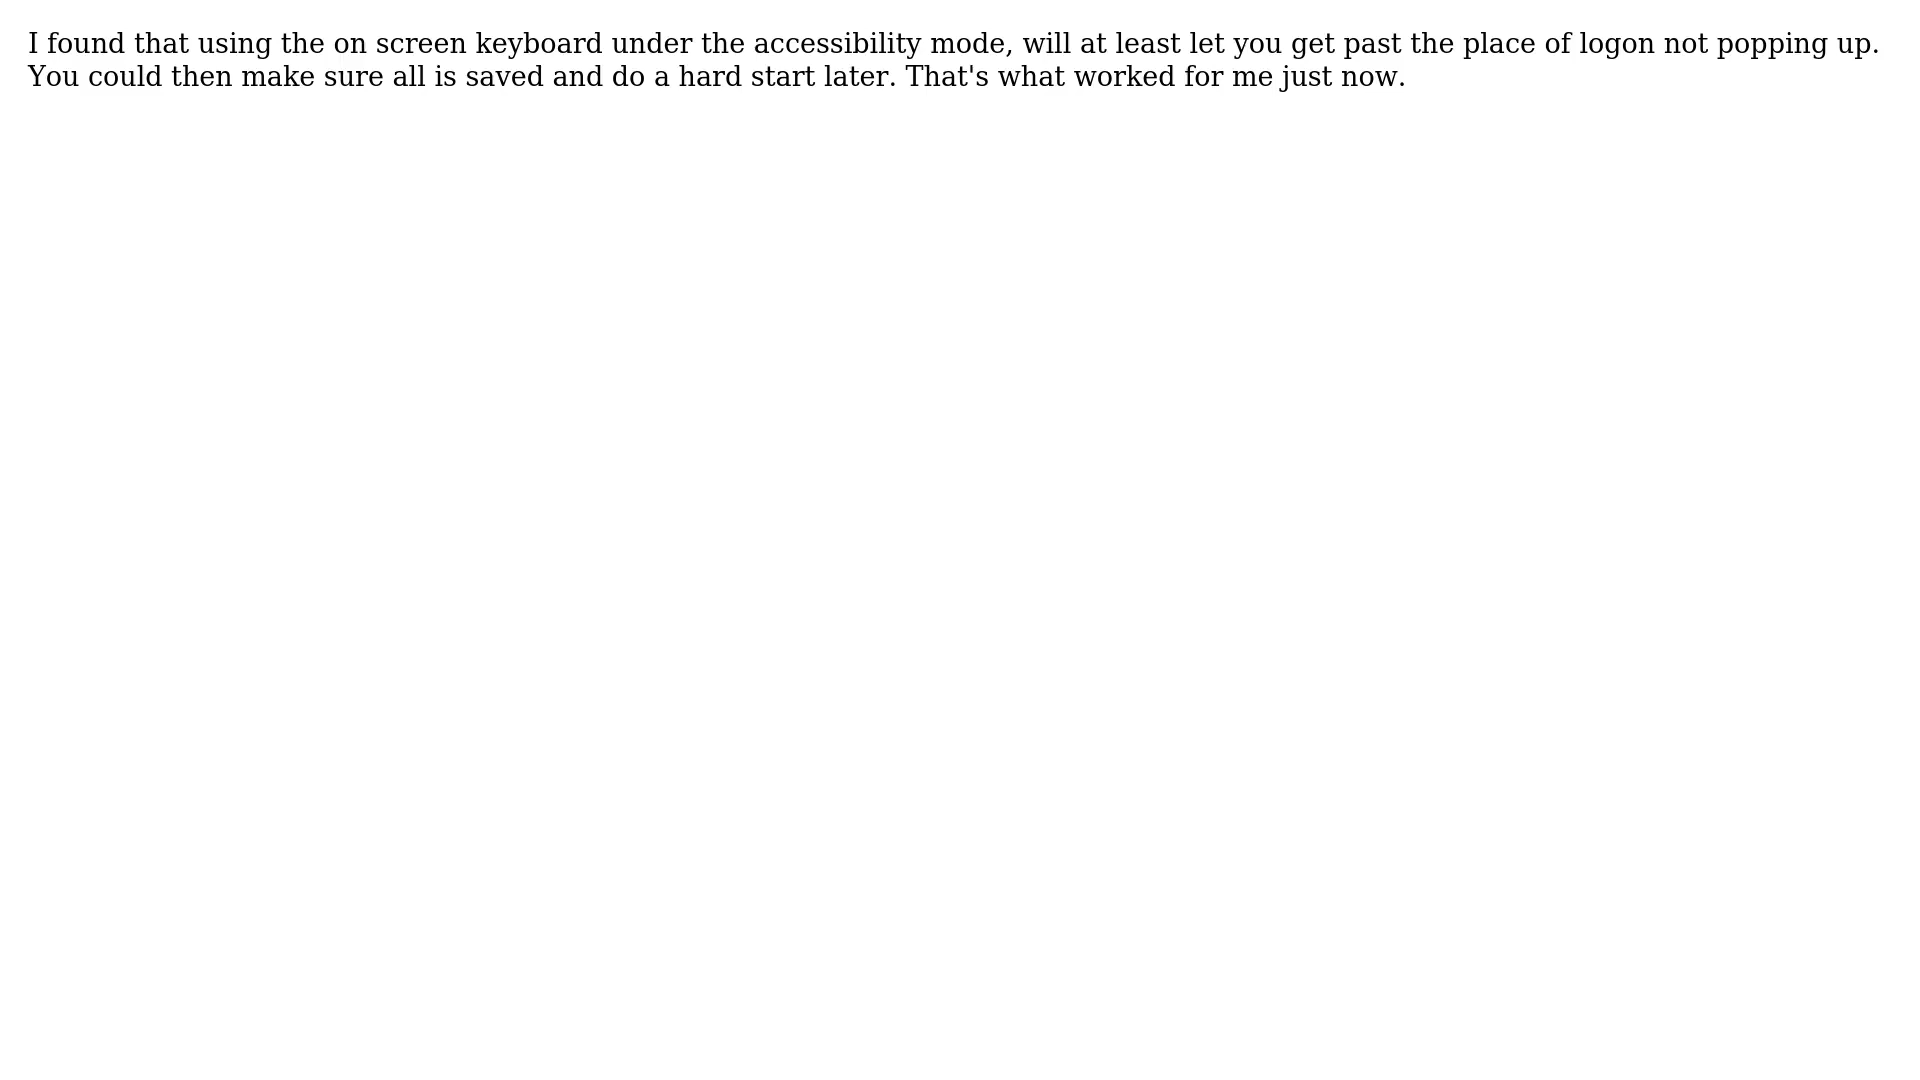 I found that using the on screen keyboard under the accessibility mode, will at least let you get past the place of logon not popping up.
You could then make sure all is saved and do a hard start later. That's what worked for me just now.